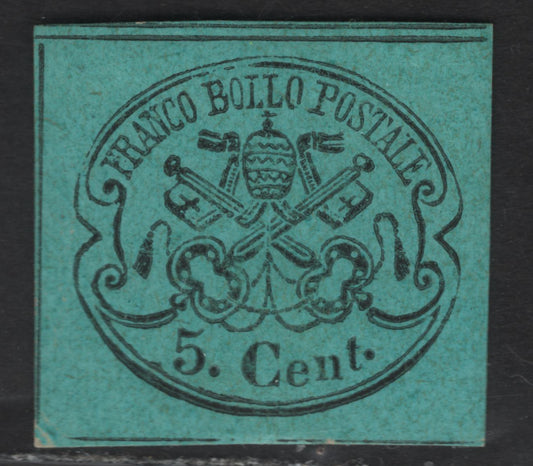 FRANCO BOLLO POSTALE
5. Cent.